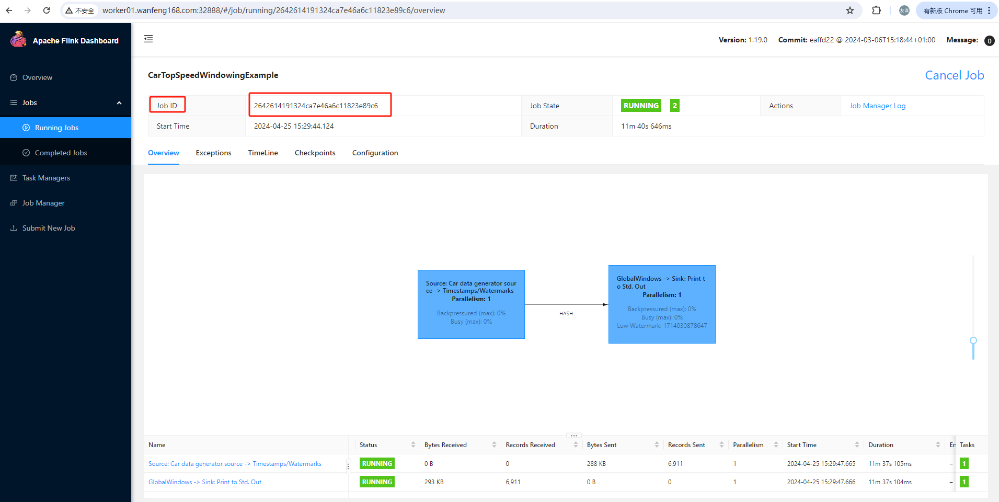 不安全 worker01.wanfeng168.com:32888/#/job/running/2642614191324ca7e46a6c11823e89c6/overview 友谋 有新版 Chrome 可用
Apache Flink Dashboard
Version: 1.19.0 Commit: eaffd22 @ 2024-03-06T15:18:44+01:00 Message: 0
Overview
Jobs
Running Jobs
Completed Jobs
Task Managers
Job Manager
Submit New Job
CarTopSpeedWindowingExample Cancel Job
Job ID 2642614191324ca7e46a6c11823e89c6 Job State RUNNING 2 Actions Job Manager Log
Start Time 2024-04-25 15:29:44.124 Duration 11m 40s 646ms
Overview Exceptions TimeLine Checkpoints Configuration
Source: Car data generator sour
ce -> Timestamps/Watermarks
Parallelism: 1
Backpressured (max): 0%
Busy (max): 0%
HASH
GlobalWindows -> Sink: Print t
o Std. Out
Parallelism: 1
Backpressured (max): 0%
Busy (max): 0%
Low Watermark: 1714030878647
Name Status Bytes Received Records Received Bytes Sent Records Sent Parallelism Start Time Duration En Tasks
Source: Car data generator source -> Timestamps/Watermarks RUNNING 0 B 0 288 KB 6,911 1 2024-04-25 15:29:47.665 11m 37s 105ms – 1
GlobalWindows -> Sink: Print to Std. Out RUNNING 293 KB 6,911 0 B 0 1 2024-04-25 15:29:47.666 11m 37s 104ms – 1